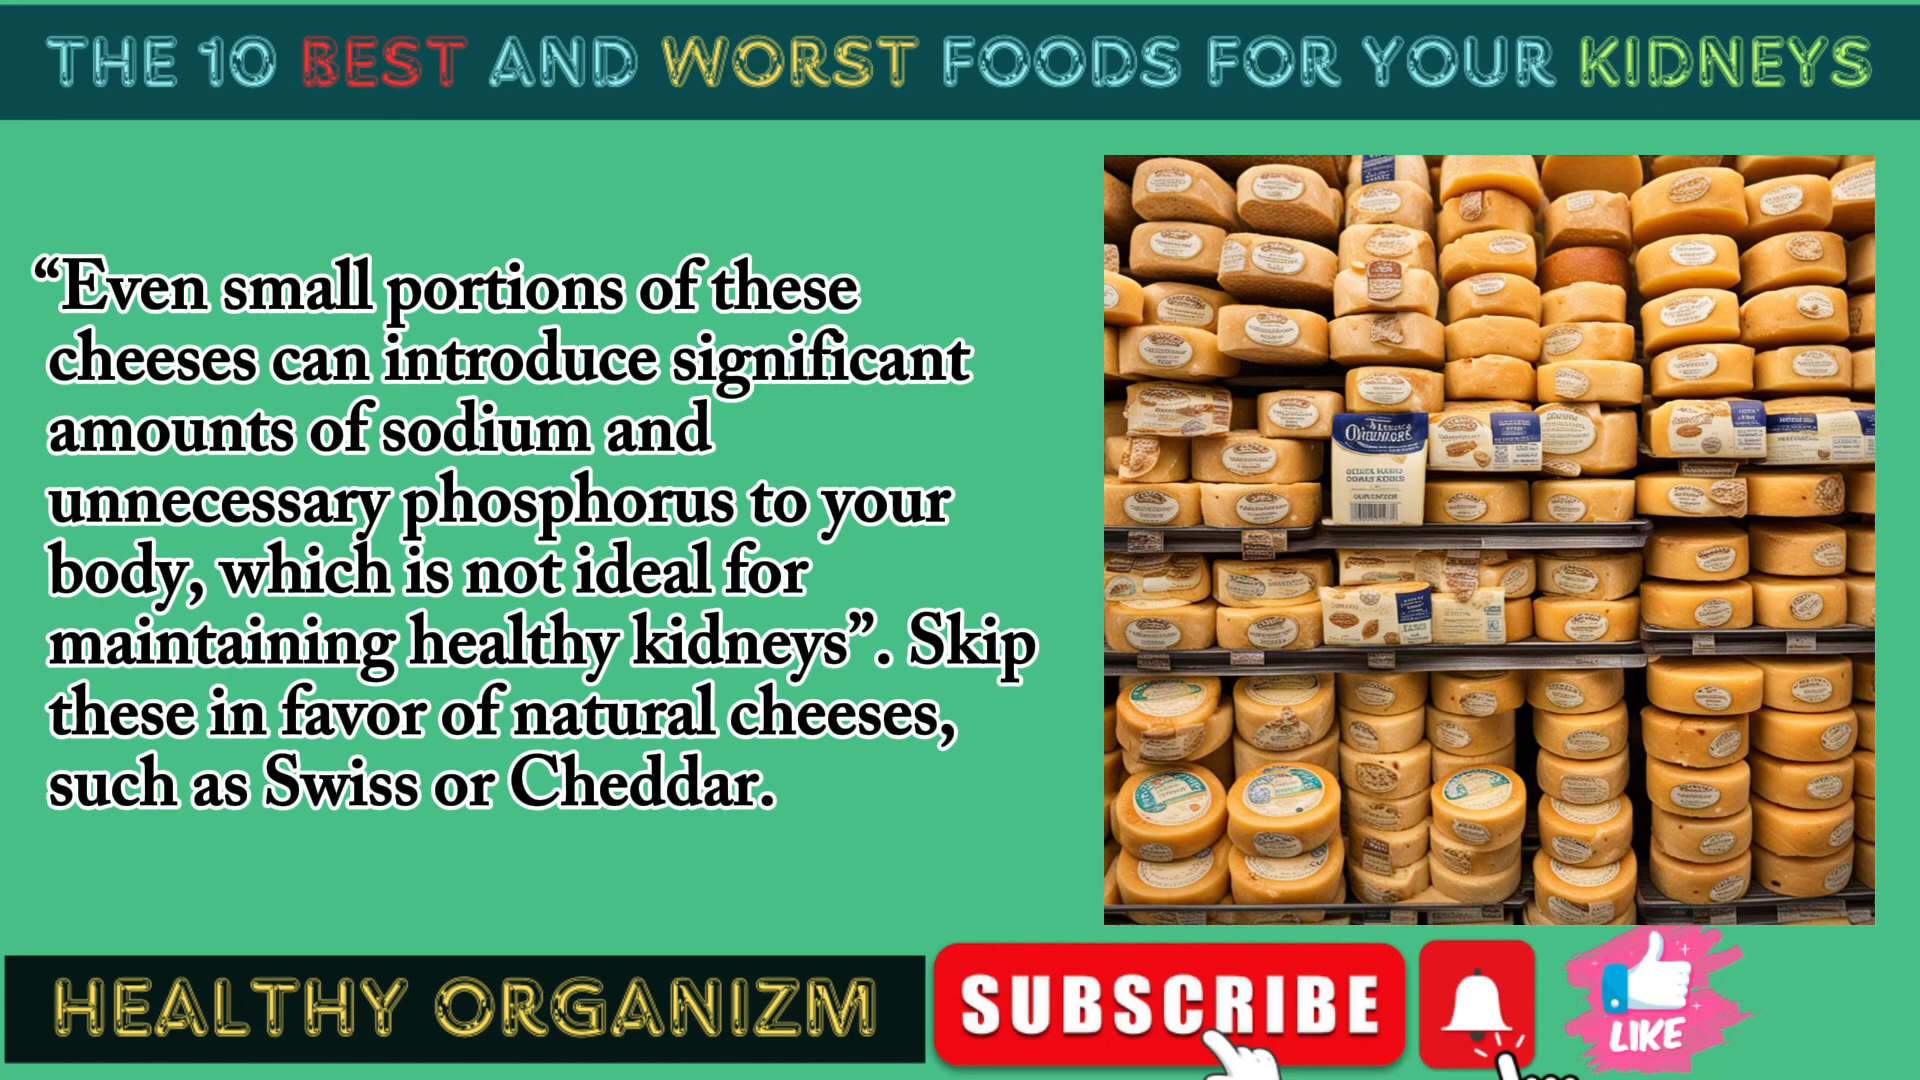 THE 10 BEST AND WORST FOODS FOR YOUR KIDNEYS
“Even small portions of these
cheeses can introduce significant
amounts of sodium and
unnecessary phosphorus to your
body, which is not ideal for
maintaining healthy kidneys”. Skip
these in favor of natural cheeses,
such as Swiss or Cheddar.
HEALTHY ORGANIZM
SUBSCRIBE
LIKE